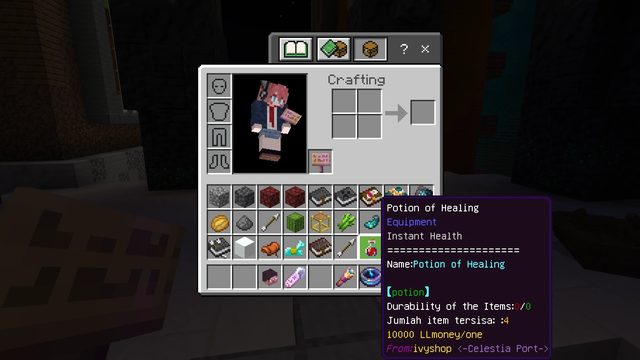 ? ×
Crafting
Potion of Healing
Equipment
Instant Health
=====================
Name:Potion of Healing
【potion】
Durability of the Items:0/0
Jumlah item tersisa: :4
10000 LLmoney/one
From:ivyshop <-Celestia Port->